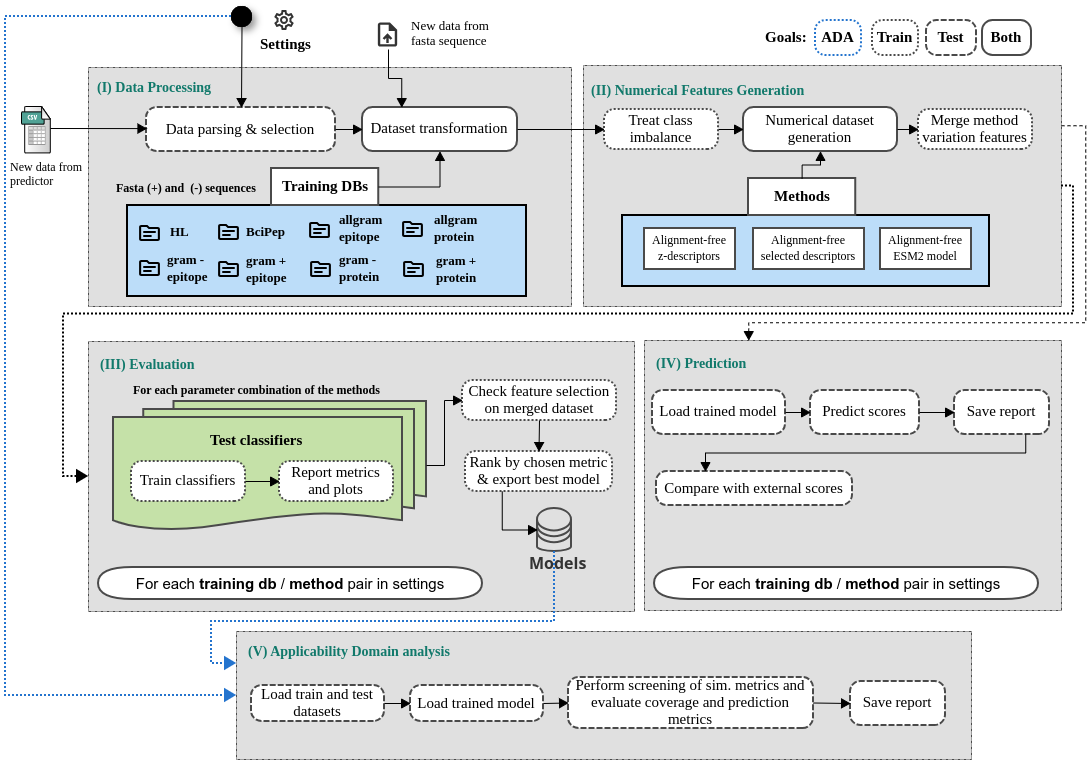 Settings
New data from
fasta sequence
Goals:
ADA
Train
Test
Both
CSV
New data from
predictor
(I) Data Processing
Data parsing & selection
Dataset transformation
Fasta (+) and (-) sequences
Training DBs
HL
BciPep
allgram
epitope
allgram
protein
gram -
epitope
gram +
epitope
gram -
protein
gram +
protein
(II) Numerical Features Generation
Treat class
imbalance
Numerical dataset
generation
Merge method
variation features
Methods
Alignment-free
z-descriptors
Alignment-free
selected descriptors
Alignment-free
ESM2 model
(III) Evaluation
For each parameter combination of the methods
Test classifiers
Train classifiers
Report metrics
and plots
Check feature selection
on merged dataset
Rank by chosen metric
& export best model
Models
For each training db / method pair in settings
(IV) Prediction
Load trained model
Predict scores
Save report
Compare with external scores
For each training db / method pair in settings
(V) Applicability Domain analysis
Load train and test
datasets
Load trained model
Perform screening of sim. metrics and
evaluate coverage and prediction
metrics
Save report